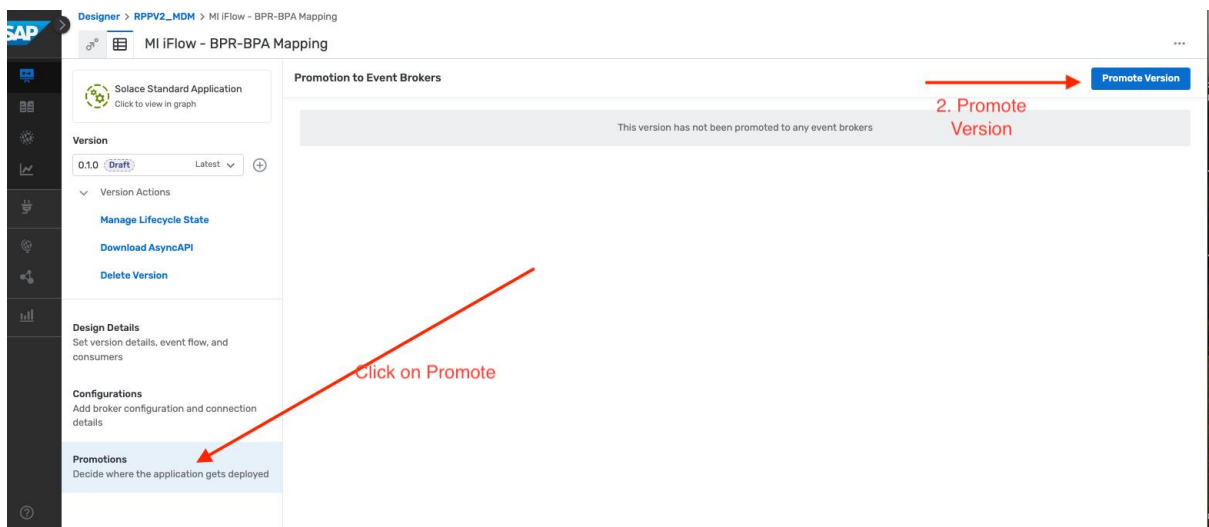 SAP
Designer > RPPV2_MDM > MI iFlow - BPR-BPA Mapping
MI iFlow - BPR-BPA Mapping
Solace Standard Application
Click to view in graph
Version
0.1.0 Draft Latest
Version Actions
Manage Lifecycle State
Download AsyncAPI
Delete Version
Design Details
Set version details, event flow, and
consumers
Configurations
Add broker configuration and connection
details
Promotions
Decide where the application gets deployed
Promotion to Event Brokers
Promote Version
This version has not been promoted to any event brokers
2. Promote
Version
Click on Promote